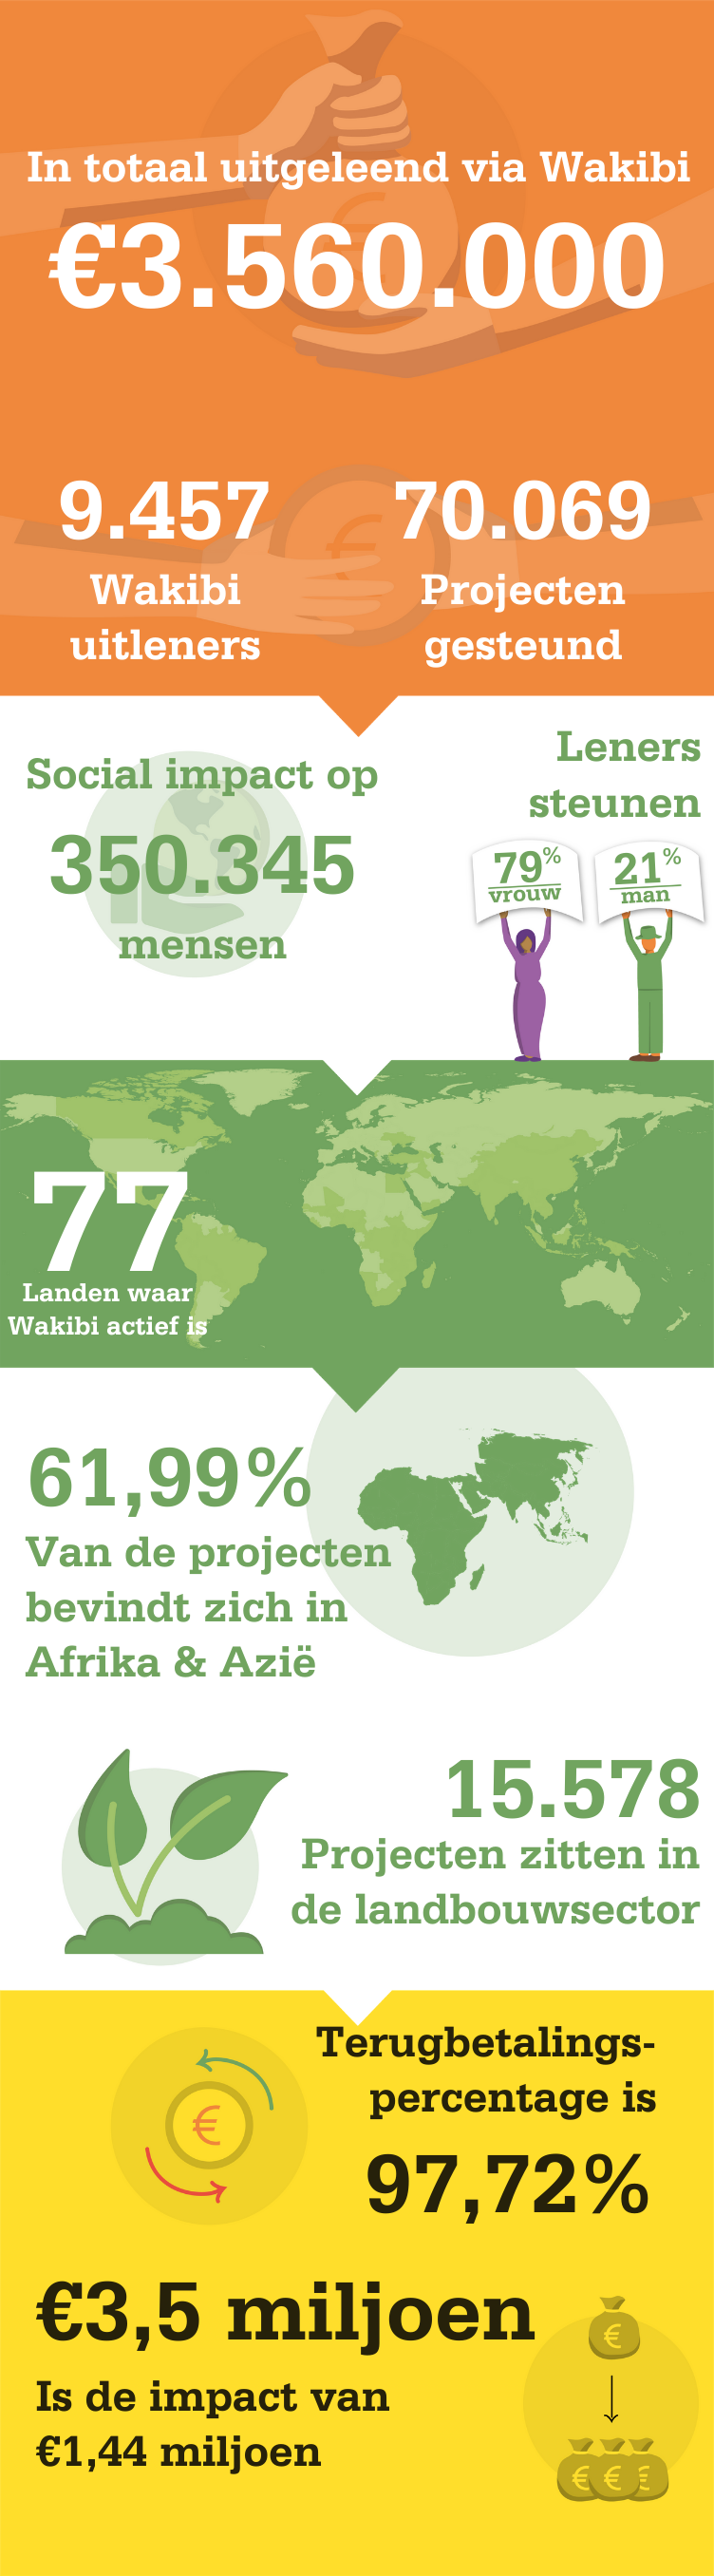 In totaal uitgeleend via Wakibi
€3.560.000
€
9.457
Wakibi
uitleners
€
70.069
Projecten
gesteund
Social impact op
350.345
mensen
Leners
steunen
79%
vrouw
21%
man
77
Landen waar
Wakibi actief is
61,99%
Van de projecten
bevindt zich in
Afrika & Azië
15.578
Projecten zitten in
de landbouwsector
€
Terugbetalings-
percentage is
97,72%
€3,5 miljoen
Is de impact van
€1,44 miljoen
€
€ € €